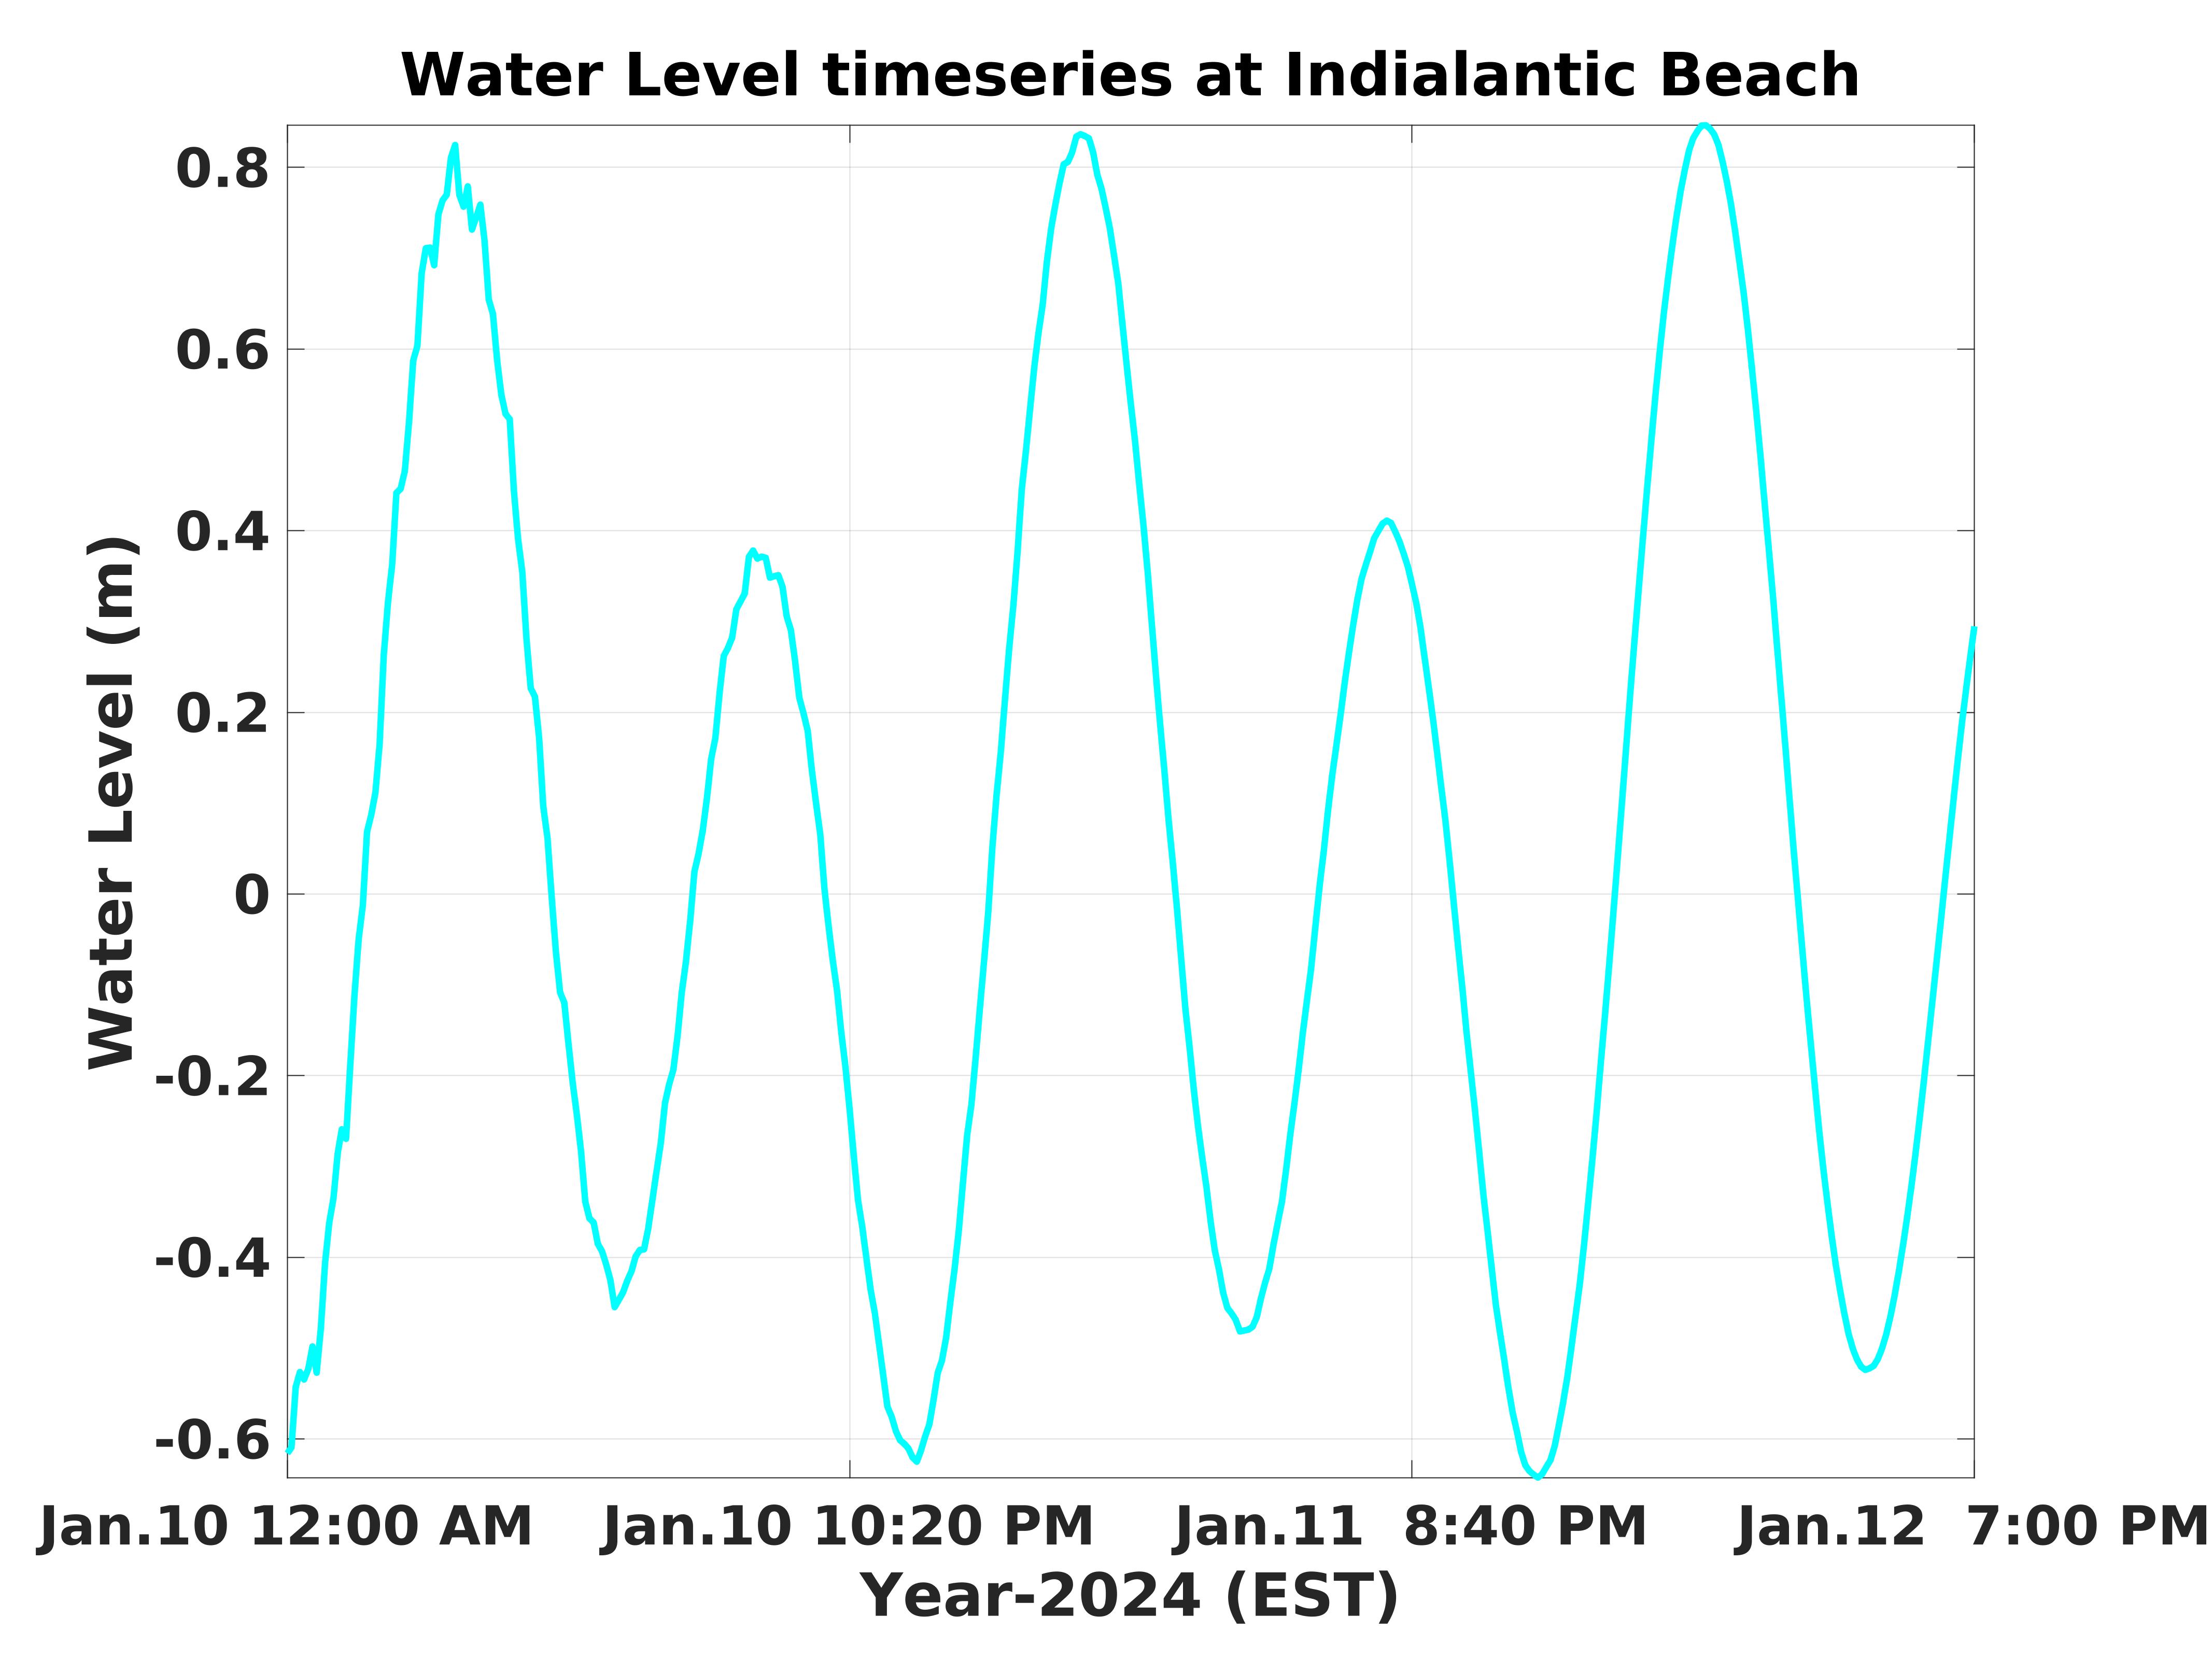 Water Level timeseries at Indialantic Beach
0.8
0.6
0.4
0.2
0
-0.2
-0.4
-0.6
Water Level (m)
Jan.10 12:00 AM Jan.10 10:20 PM Jan.11 8:40 PM Jan.12 7:00 PM
Year-2024 (EST)